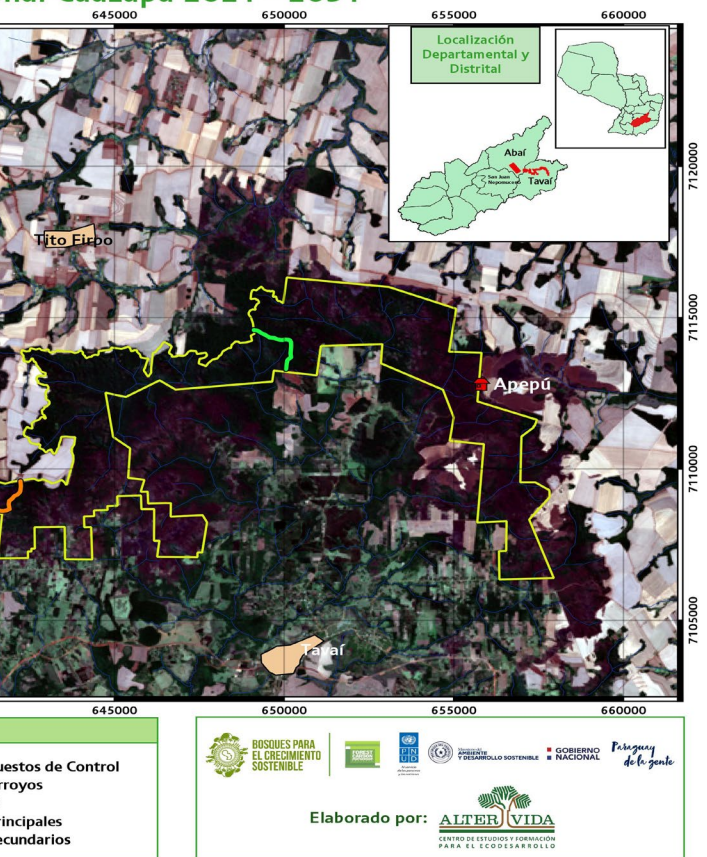 645000
650000
655000
660000
Localización
Departamental y
Distrital
Abaí
San Juan
Nepomuceno
Tavaí
7120000
Tito Firpo
7115000
Apepú
7110000
7105000
Tavaí
645000
650000
655000
660000
uestos de Control
rroyos
incipales
ecundarios
BOSQUES PARA
EL CRECIMIENTO
SOSTENIBLE
P N
U D
AMBIENTE
Y DESARROLLO SOSTENIBLE
GOBIERNO
NACIONAL
Paraguay
de la gente
Elaborado por:
ALTER VIDA
CENTRO DE ESTUDIOS Y FORMACIÓN
PARA EL ECODESARROLLO